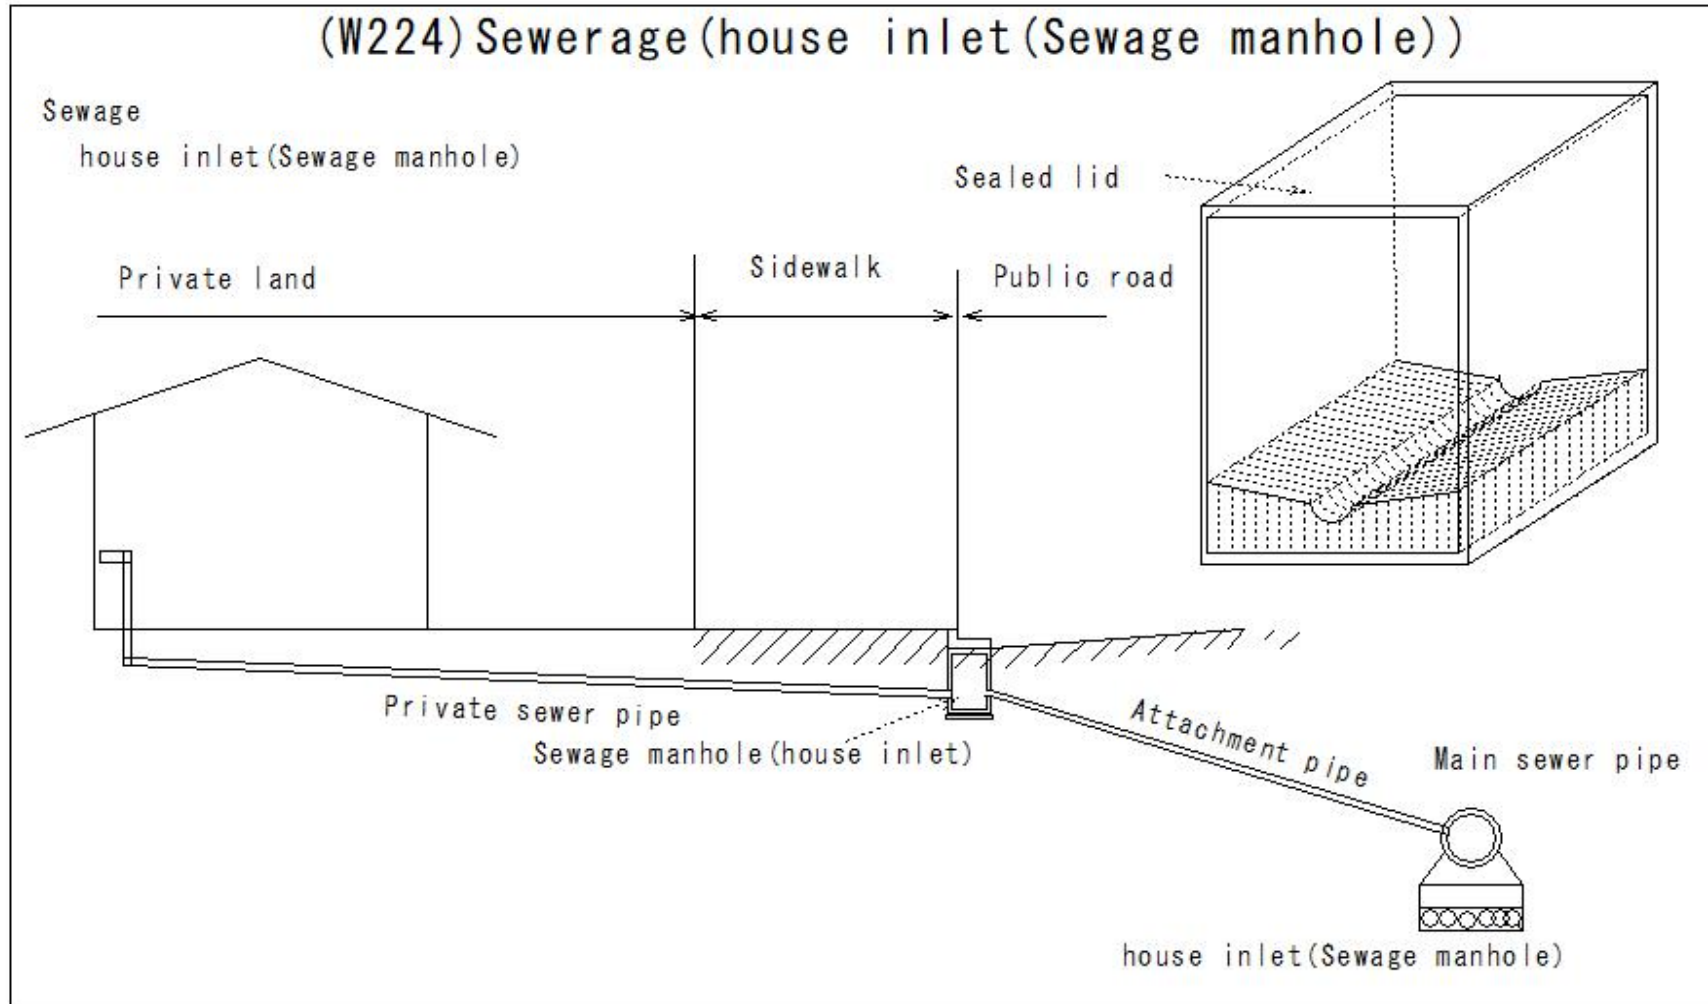 (W224)Sewerage(house inlet(Sewage manhole))
Sewage
house inlet(Sewage manhole)
Sealed lid
Private land
Sidewalk
Public road
Private sewer pipe
Sewage manhole(house inlet)
Attachment pipe
Main sewer pipe
house inlet(Sewage manhole)